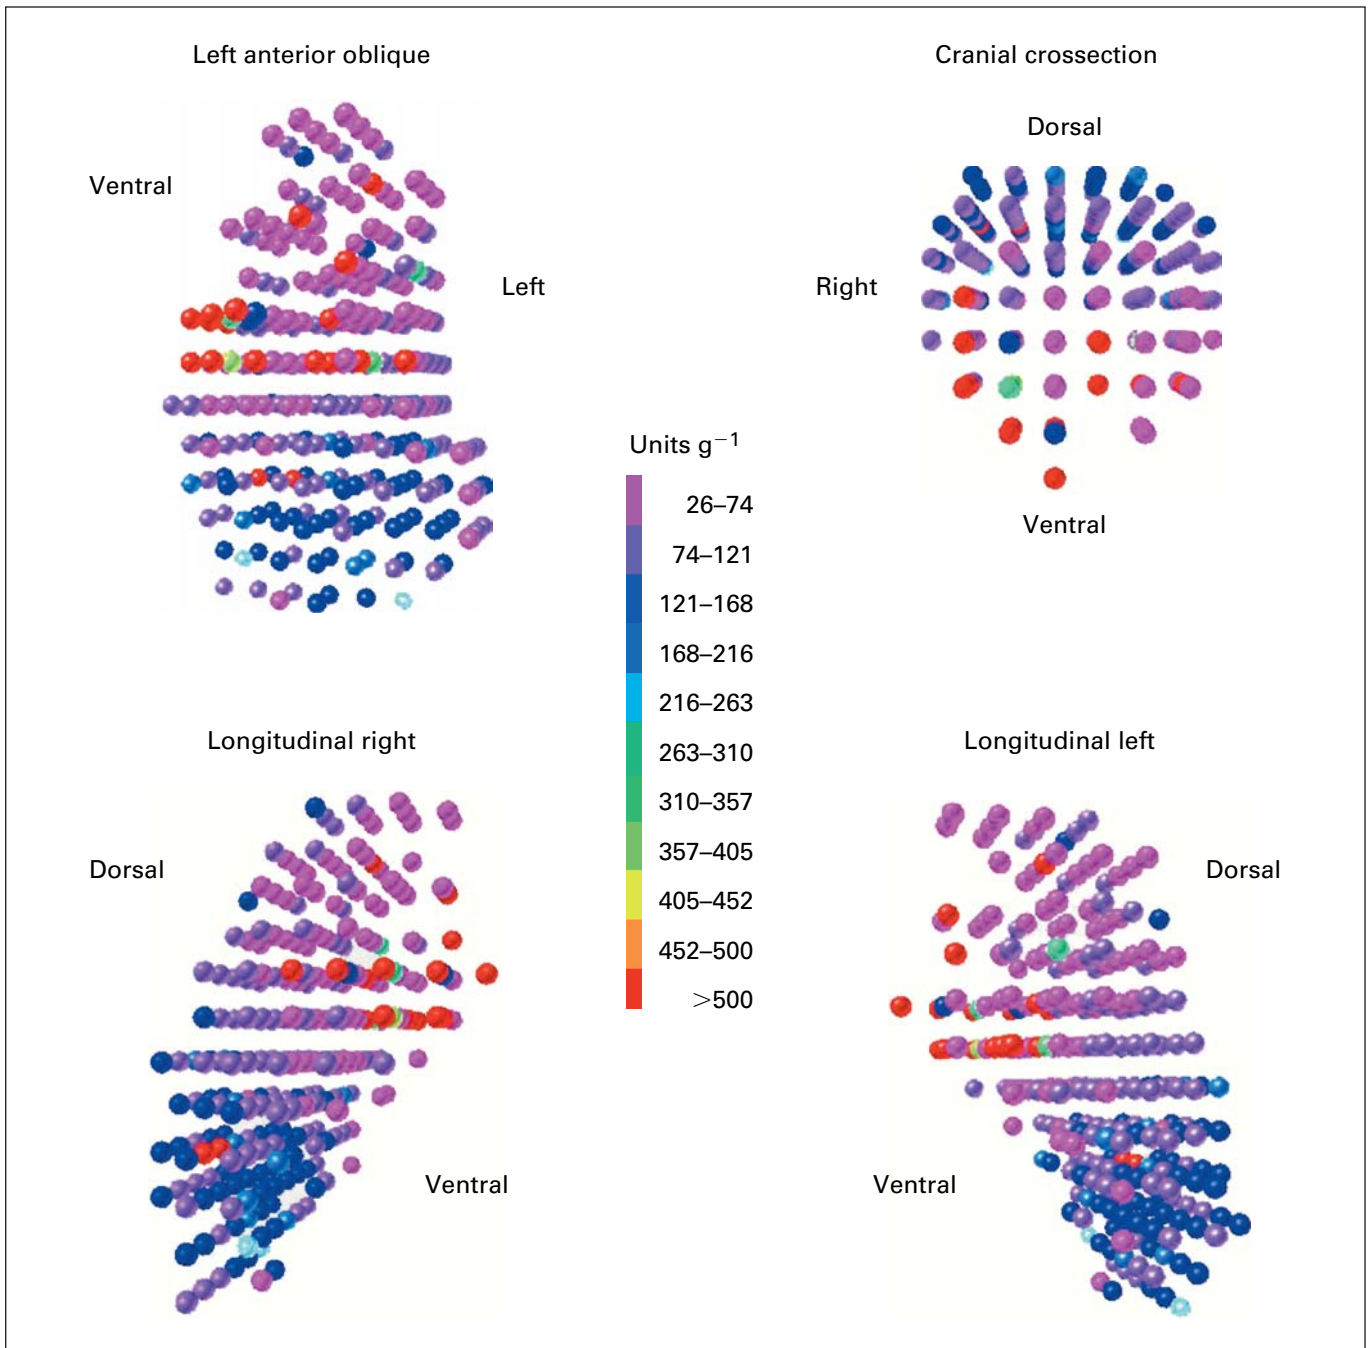 Left anterior oblique
Cranial crossection
Dorsal
Ventral
Left
Right
Ventral
Units g⁻¹
26–74
74–121
121–168
168–216
216–263
263–310
310–357
357–405
405–452
452–500
>500
Longitudinal right
Longitudinal left
Dorsal
Dorsal
Ventral
Ventral